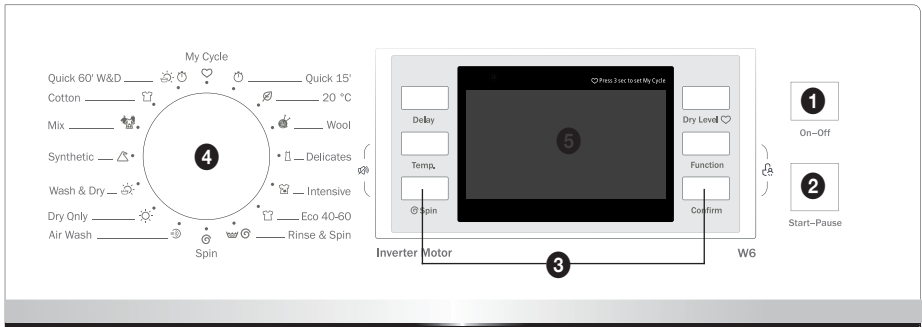 My Cycle
Quick 60' W&D
Quick 15'
Cotton
20 °C
Mix
Wool
Synthetic
Delicates
Wash & Dry
Intensive
Dry Only
Eco 40-60
Air Wash
Rinse & Spin
Spin
4
Press 3 sec to set My Cycle
Delay
Dry Level
5
Temp.
Function
Spin
Confirm
Inverter Motor
W6
3
1
On–Off
2
Start–Pause